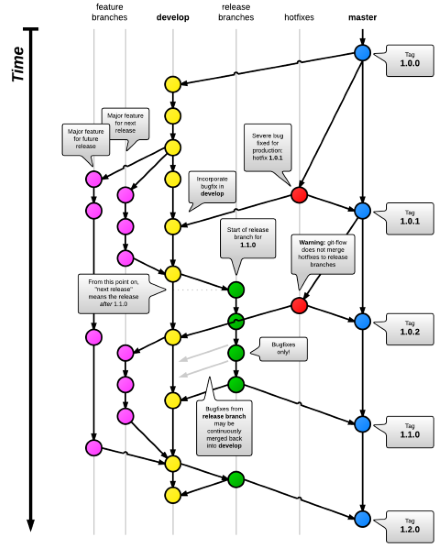 feature
branches
develop
release
branches
hotfixes
master
Time
Tag
1.0.0
Major feature
for next
release
Major feature
for future
release
Severe bug
fixed for
production:
hotfix 1.0.1
Incorporate
bugfix in
develop
Tag
1.0.1
Start of release
branch for
1.1.0
Warning: git-flow
does not merge
hotfixes to release
branches
From this point on,
"next release"
means the release
after 1.1.0
Tag
1.0.2
Bugfixes
only!
Bugfixes from
release branch
may be
continuously
merged back
into develop
Tag
1.1.0
Tag
1.2.0